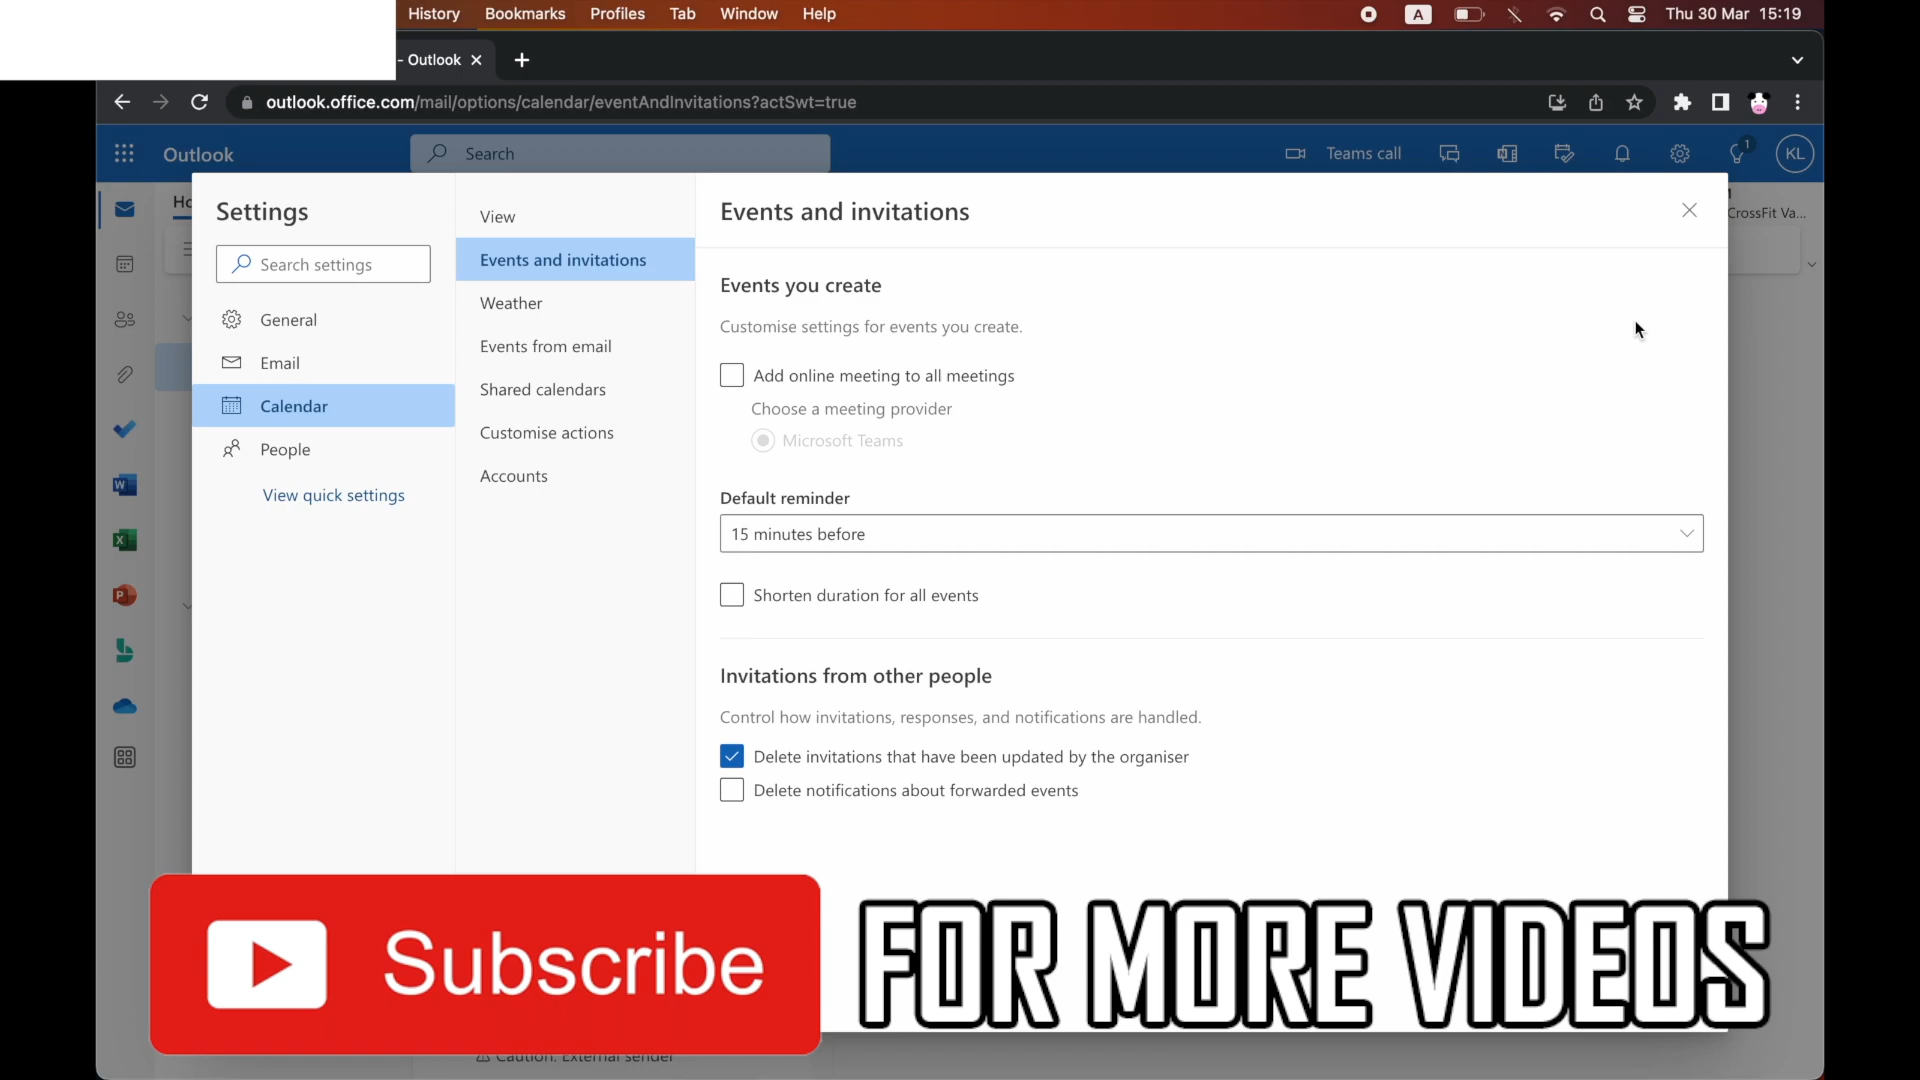 History Bookmarks Profiles Tab Window Help A Thu 30 Mar 15:19
- Outlook
outlook.office.com/mail/options/calendar/eventAndInvitations?actSwt=true
Outlook Search Teams call 1 KL
Settings
Search settings
General
Email
Calendar
People
View quick settings
View
Events and invitations
Weather
Events from email
Shared calendars
Customise actions
Accounts
Events and invitations
CrossFit Va...
Events you create
Customise settings for events you create.
Add online meeting to all meetings
Choose a meeting provider
Microsoft Teams
Default reminder
15 minutes before
Shorten duration for all events
Invitations from other people
Control how invitations, responses, and notifications are handled.
Delete invitations that have been updated by the organiser
Delete notifications about forwarded events
Subscribe FOR MORE VIDEOS
Caution: External sender